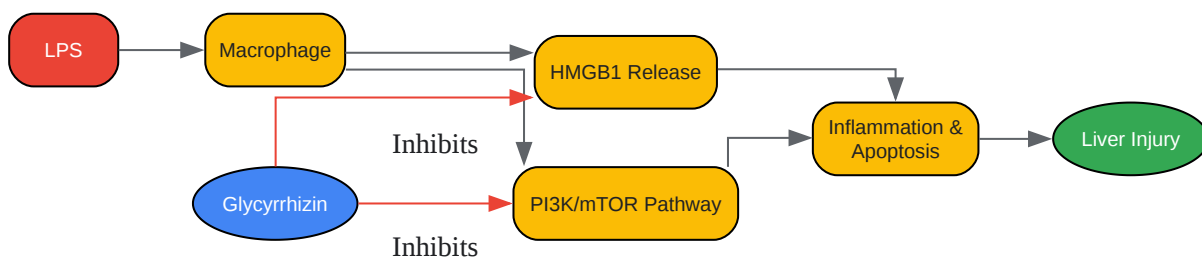 LPS
Macrophage
HMGB1 Release
Inflammation &
Apoptosis
Liver Injury
Inhibits
Glycyrrhizin
PI3K/mTOR Pathway
Inhibits